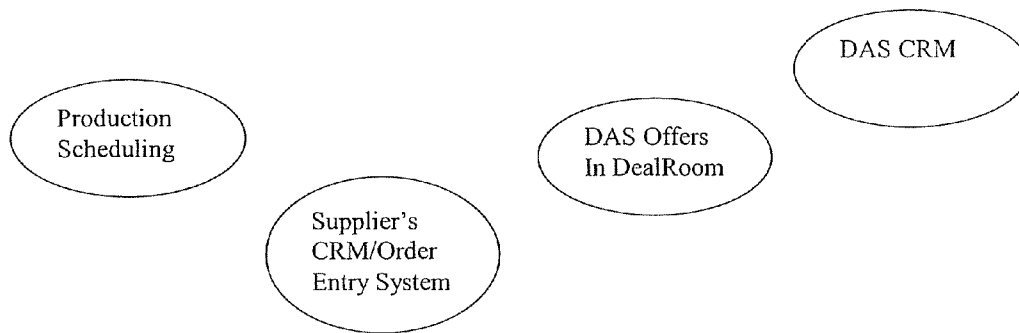 Production
Scheduling
Supplier's
CRM/Order
Entry System
DAS Offers
In DealRoom
DAS CRM